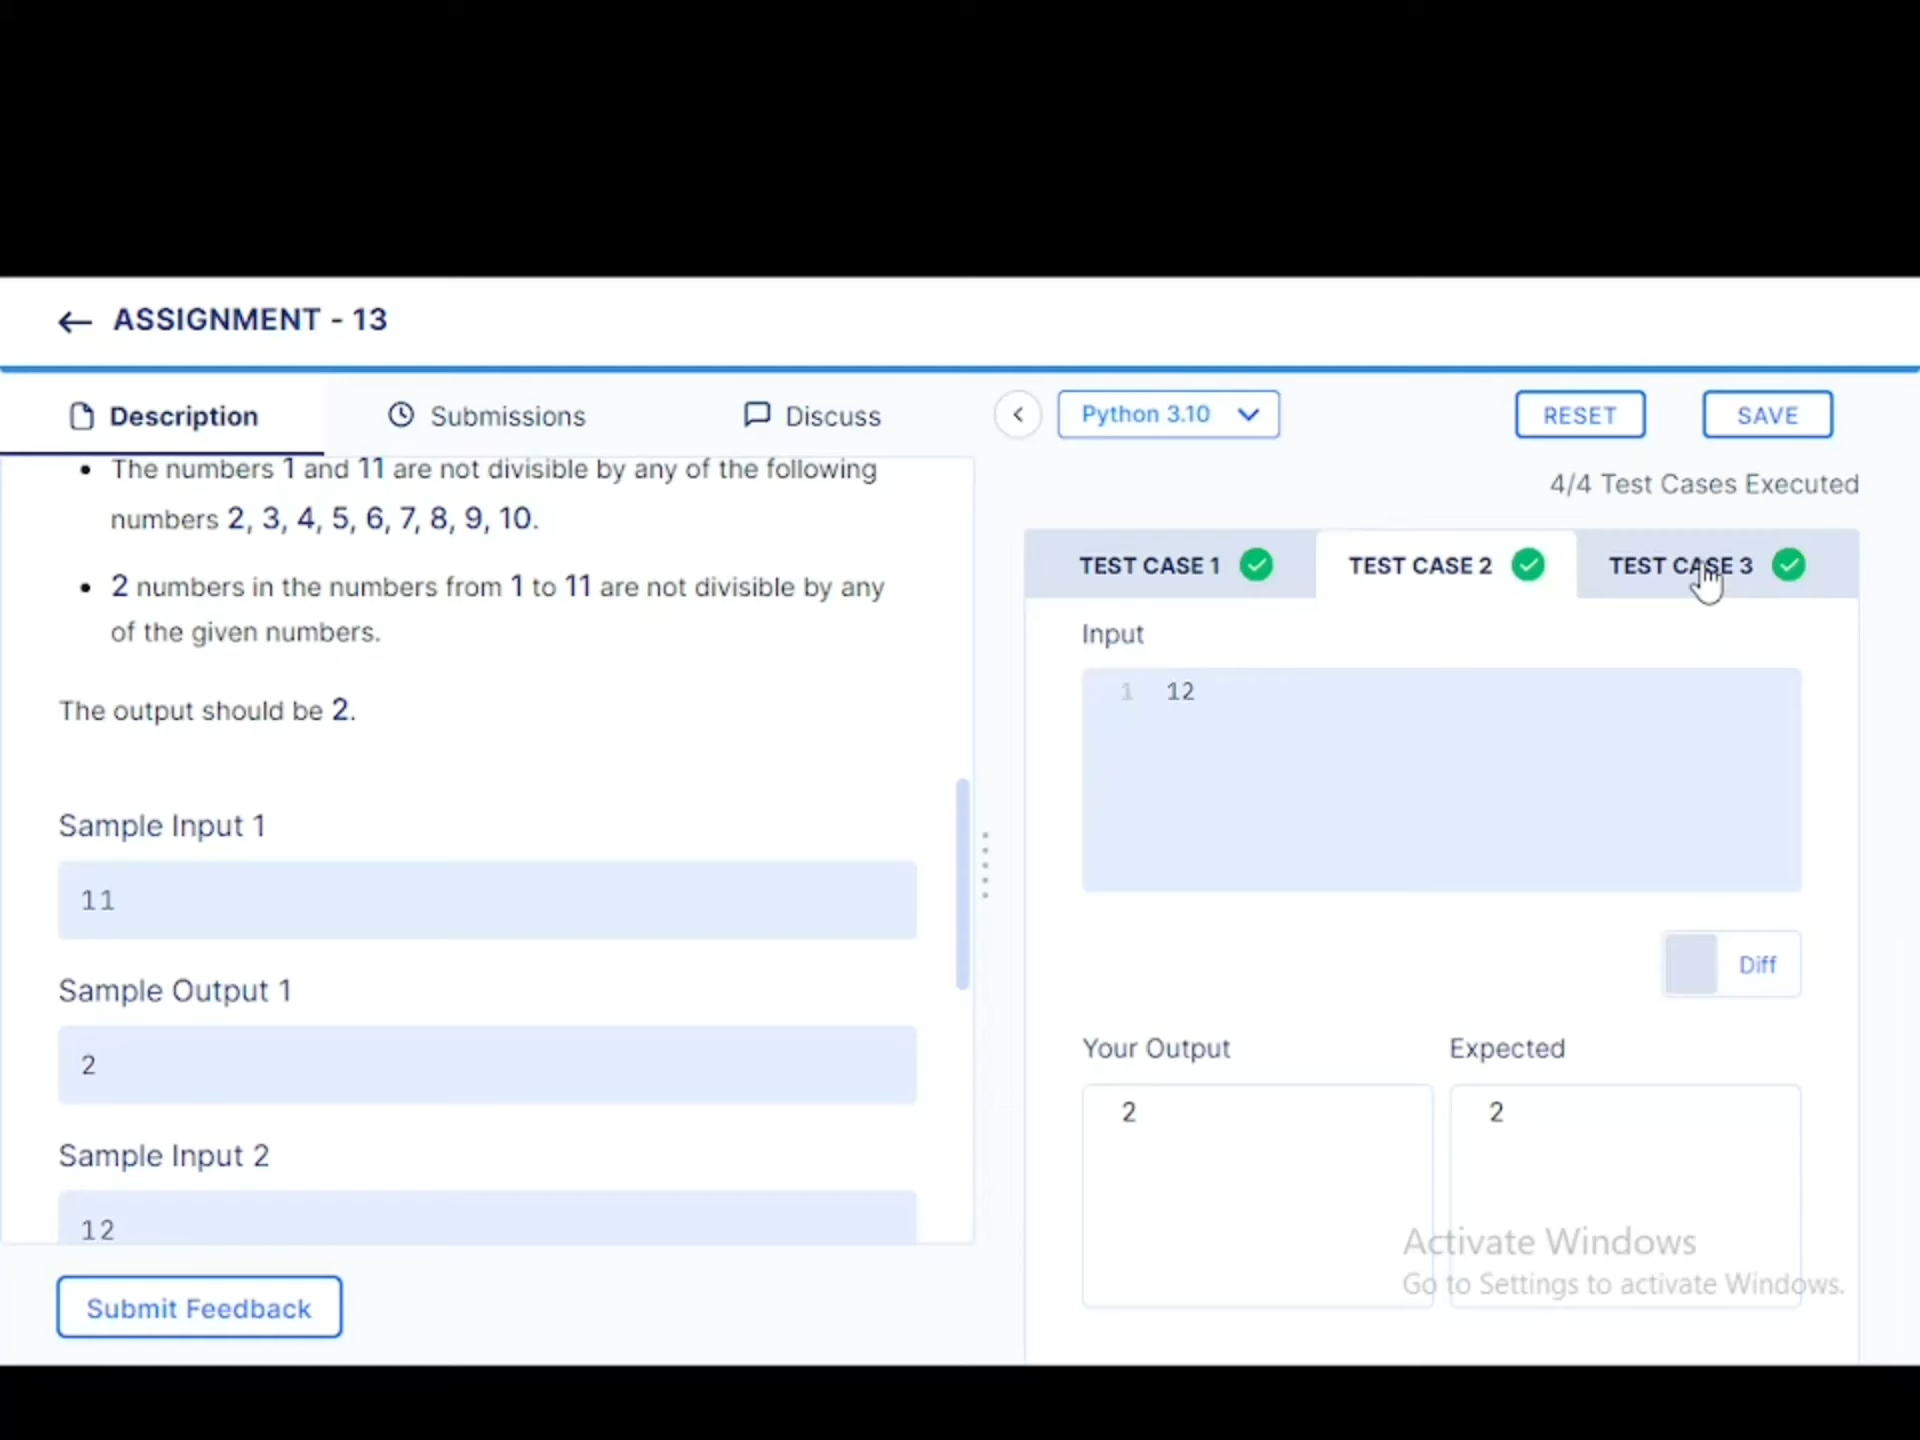 ASSIGNMENT - 13
Description
Submissions
Discuss
Python 3.10
RESET
SAVE
• The numbers 1 and 11 are not divisible by any of the following
numbers 2, 3, 4, 5, 6, 7, 8, 9, 10.
• 2 numbers in the numbers from 1 to 11 are not divisible by any
of the given numbers.
The output should be 2.
Sample Input 1
11
Sample Output 1
2
Sample Input 2
12
Submit Feedback
4/4 Test Cases Executed
TEST CASE 1
TEST CASE 2
TEST CASE 3
Input
1 12
Diff
Your Output
2
Expected
2
Activate Windows
Go to Settings to activate Windows.